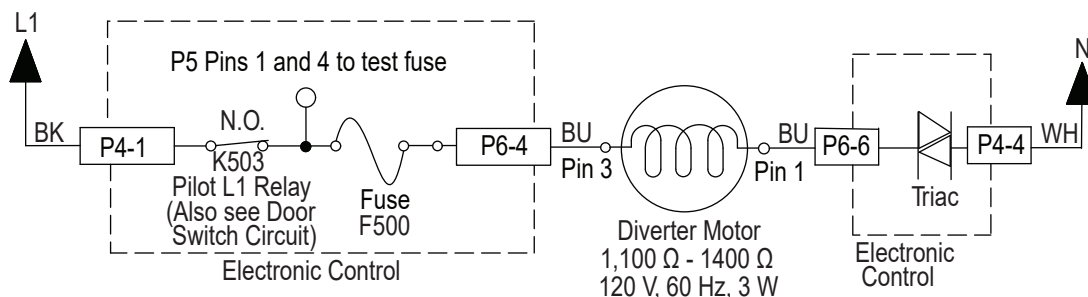 L1
P5 Pins 1 and 4 to test fuse
N
BK
P4-1
N.O.
K503
Pilot L1 Relay
(Also see Door
Switch Circuit)
Fuse
F500
P6-4
BU
Pin 3
BU
Pin 1
P6-6
P4-4
WH
Triac
Diverter Motor
1,100 Ω - 1400 Ω
120 V, 60 Hz, 3 W
Electronic Control
Electronic
Control